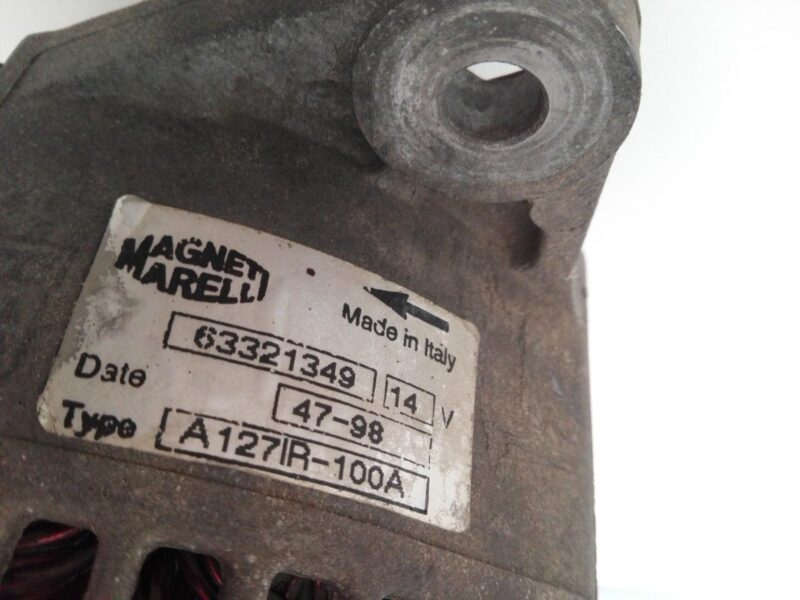 MAGNETI
MARELLI
Made in Italy
63321349 14 V
Date 47-98
Type A127IR-100A